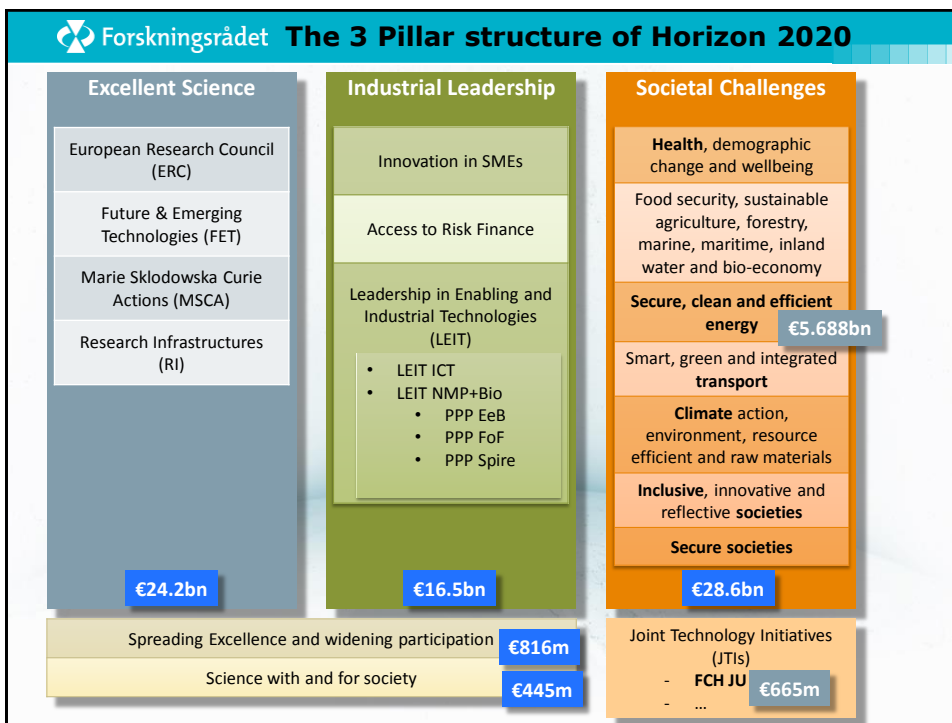 Forskningsrådet The 3 Pillar structure of Horizon 2020
Excellent Science
European Research Council
(ERC)
Future & Emerging
Technologies (FET)
Marie Sklodowska Curie
Actions (MSCA)
Research Infrastructures
(RI)
€24.2bn
Industrial Leadership
Innovation in SMEs
Access to Risk Finance
Leadership in Enabling and
Industrial Technologies
(LEIT)
• LEIT ICT
• LEIT NMP+Bio
• PPP EeB
• PPP FoF
• PPP Spire
€16.5bn
Societal Challenges
Health, demographic
change and wellbeing
Food security, sustainable
agriculture, forestry,
marine, maritime, inland
water and bio-economy
Secure, clean and efficient
energy
€5.688bn
Smart, green and integrated
transport
Climate action,
environment, resource
efficient and raw materials
Inclusive, innovative and
reflective societies
Secure societies
€28.6bn
Spreading Excellence and widening participation
€816m
Science with and for society
€445m
Joint Technology Initiatives
(JTIs)
- FCH JU
€665m
- ...